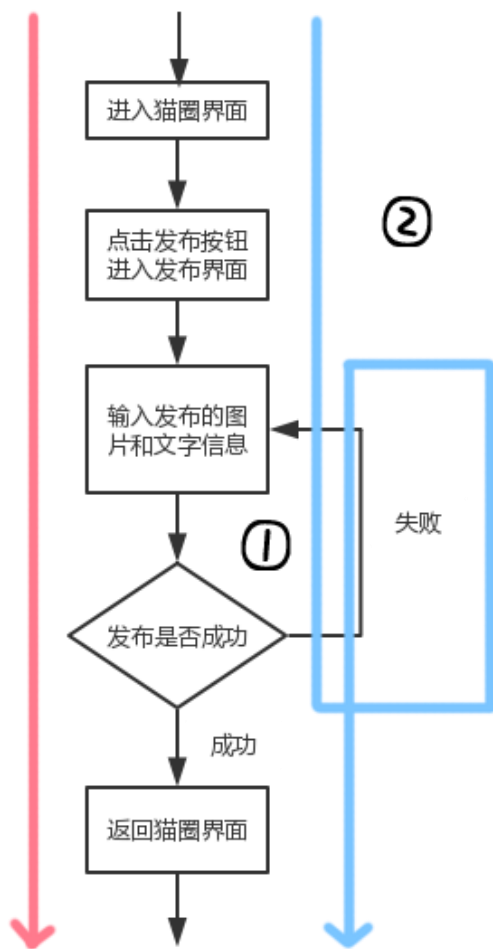 进入猫圈界面
点击发布按钮
进入发布界面
②
输入发布的图
片和文字信息
失败
①
发布是否成功
成功
返回猫圈界面